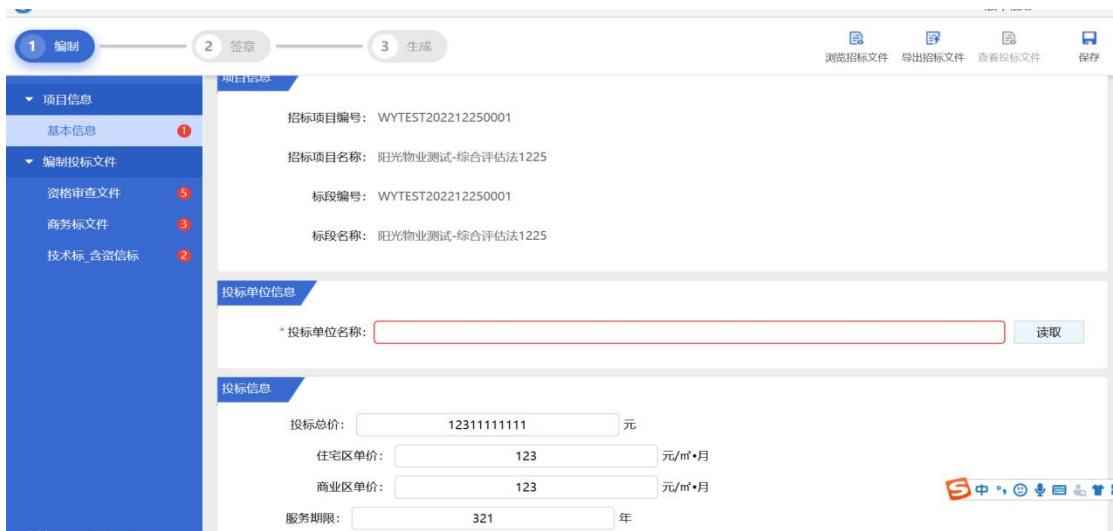 1 编制
2 签章
3 生成
浏览招标文件
导出招标文件
查看投标文件
保存
项目信息
基本信息 1
编制投标文件
资格审查文件 5
商务标文件 3
技术标_含资信标 2
项目信息
招标项目编号： WYTEST202212250001
招标项目名称： 阳光物业测试-综合评估法1225
标段编号： WYTEST202212250001
标段名称： 阳光物业测试-综合评估法1225
投标单位信息
*投标单位名称： 读取
投标信息
投标总价： 12311111111 元
住宅区单价： 123 元/㎡•月
商业区单价： 123 元/㎡•月
服务期限： 321 年
中